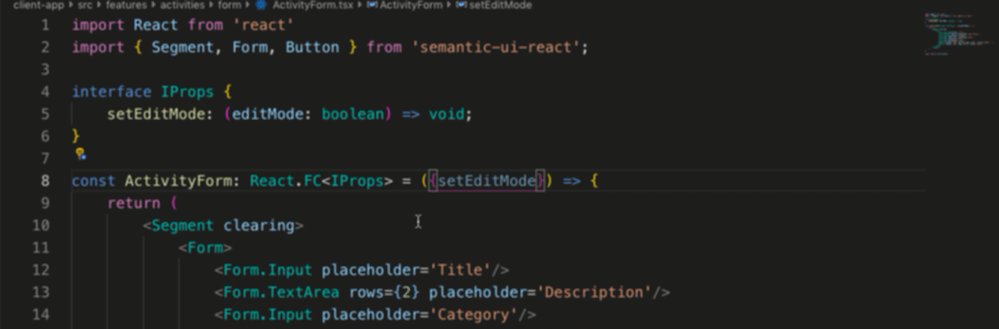 client-app > src > features > activities > form > ActivityForm.tsx > ActivityForm > setEditMode
1 import React from 'react'
2 import { Segment, Form, Button } from 'semantic-ui-react';
3
4 interface IProps {
5 setEditMode: (editMode: boolean) => void;
6 }
7
8 const ActivityForm: React.FC<IProps> = ({setEditMode}) => {
9 return (
10 <Segment clearing>
11 <Form>
12 <Form.Input placeholder='Title'/>
13 <Form.TextArea rows={2} placeholder='Description'/>
14 <Form.Input placeholder='Category'/>